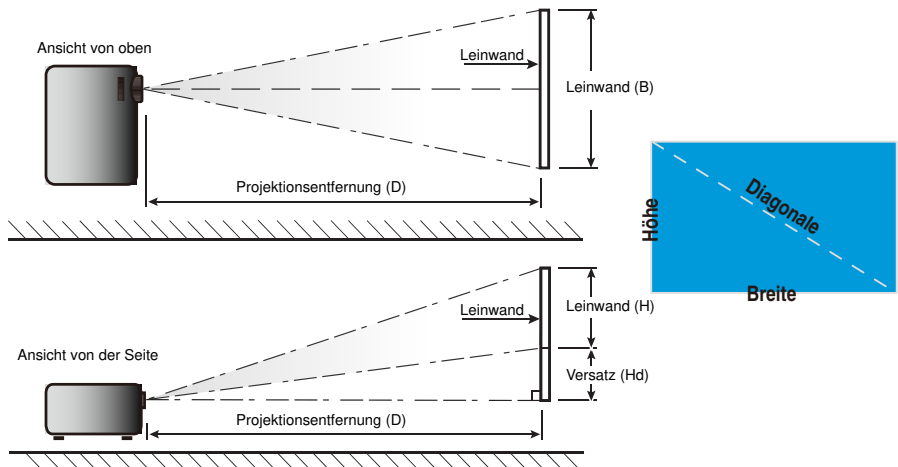 Ansicht von oben
Leinwand
Leinwand (B)
Projektionsentfernung (D)
Höhe
Diagonale
Breite
Ansicht von der Seite
Leinwand
Leinwand (H)
Versatz (Hd)
Projektionsentfernung (D)